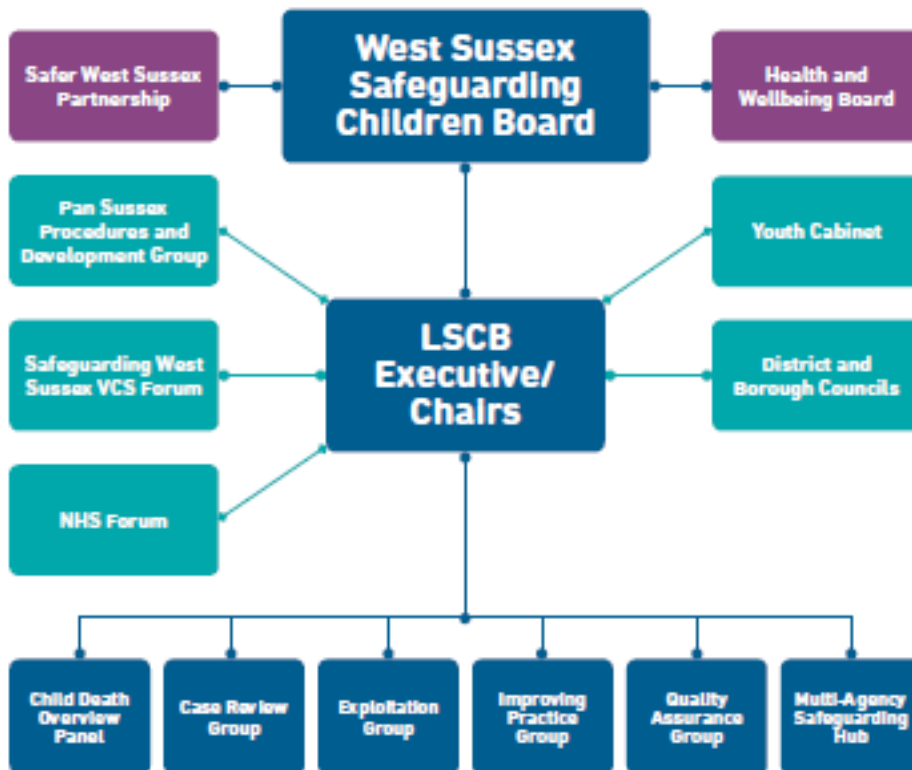 Safer West Sussex
Partnership
West Sussex
Safeguarding
Children Board
Health and
Wellbeing Board
Pan Sussex
Procedures and
Development Group
Youth Cabinet
Safeguarding West
Sussex VCS Forum
LSCB
Executive/
Chairs
District and
Borough Councils
NHS Forum
Child Death
Overview
Panel
Case Review
Group
Exploitation
Group
Improving
Practice
Group
Quality
Assurance
Group
Multi-Agency
Safeguarding
Hub